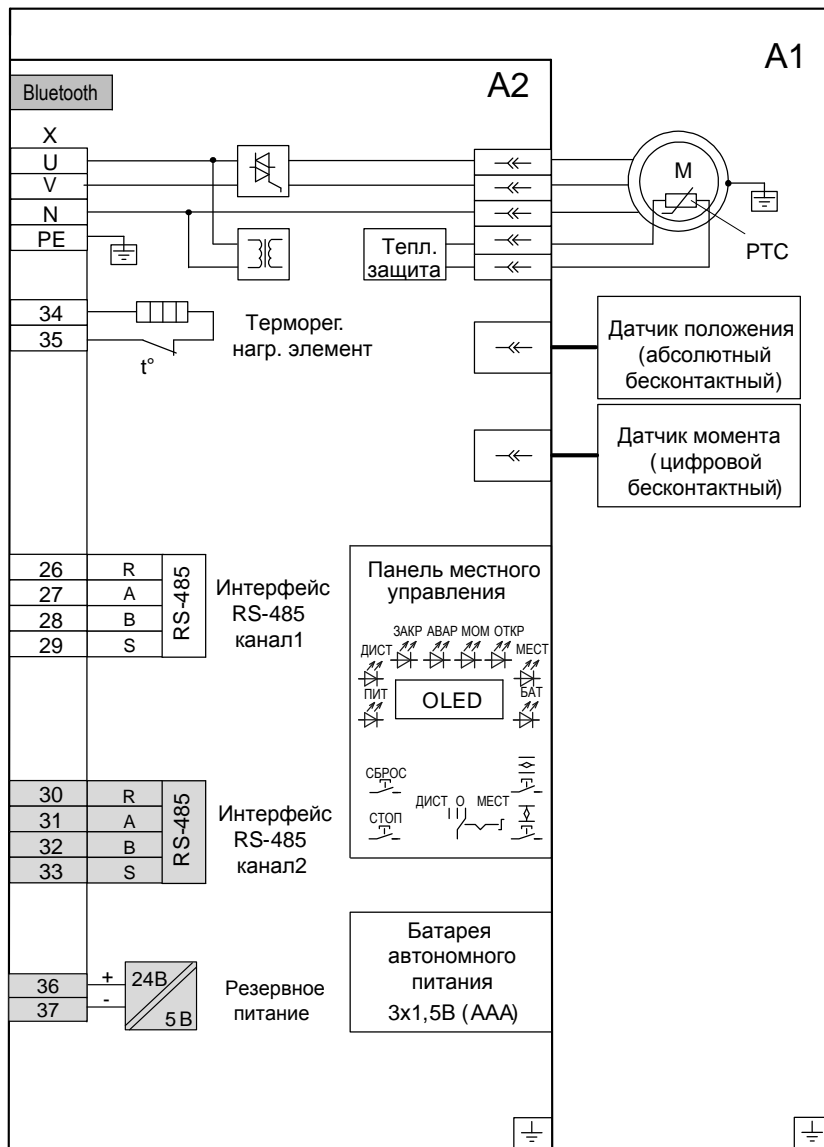 A1
A2
Bluetooth
X
U
V
N
PE
M
PTC
Тепл.
защита
34
35
t°
Терморег.
нагр. элемент
Датчик положения
(абсолютный
бесконтактный)
Датчик момента
(цифровой
бесконтактный)
26 R
27 A
28 B
29 S
RS-485
Интерфейс
RS-485
канал1
Панель местного
управления
ЗАКР АВАР МОМ ОТКР
ДИСТ МЕСТ
ПИТ БАТ
OLED
СБРОС
ДИСТ О МЕСТ
СТОП
30 R
31 A
32 B
33 S
RS-485
Интерфейс
RS-485
канал2
Батарея
автономного
питания
3x1,5В (AAA)
36 +
37 -
24В
5В
Резервное
питание